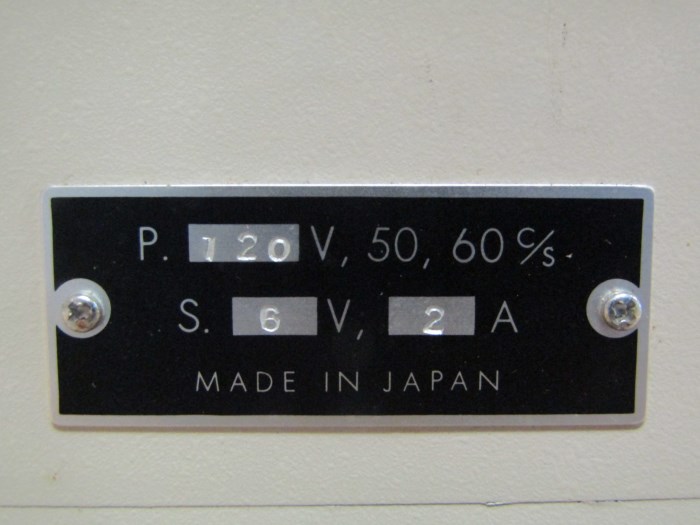 P. 120 V, 50, 60 c/s.
S. 6 V, 2 A
MADE IN JAPAN